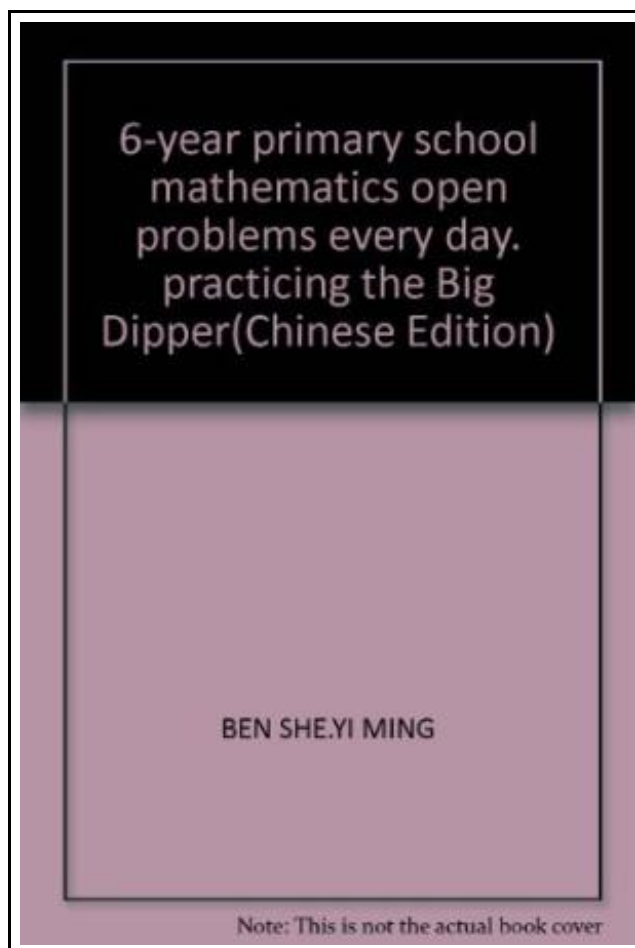 6-year primary school
mathematics open
problems every day.
practicing the Big
Dipper(Chinese Edition)
BEN SHE.YI MING
Note: This is not the actual book cover